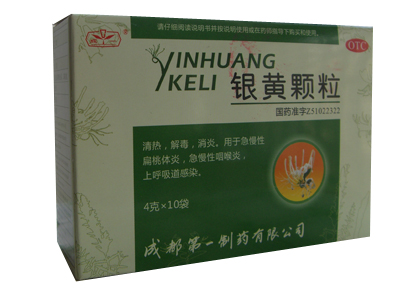 请仔细阅读说明书并按说明使用或在药师指导下购买和使用。
OTC
YINHUANG
KELI
银黄颗粒
国药准字Z51022322
清热，解毒，消炎。用于急慢性
扁桃体炎，急慢性咽喉炎，
上呼吸道感染。
4克×10袋
成都第一制药有限公司